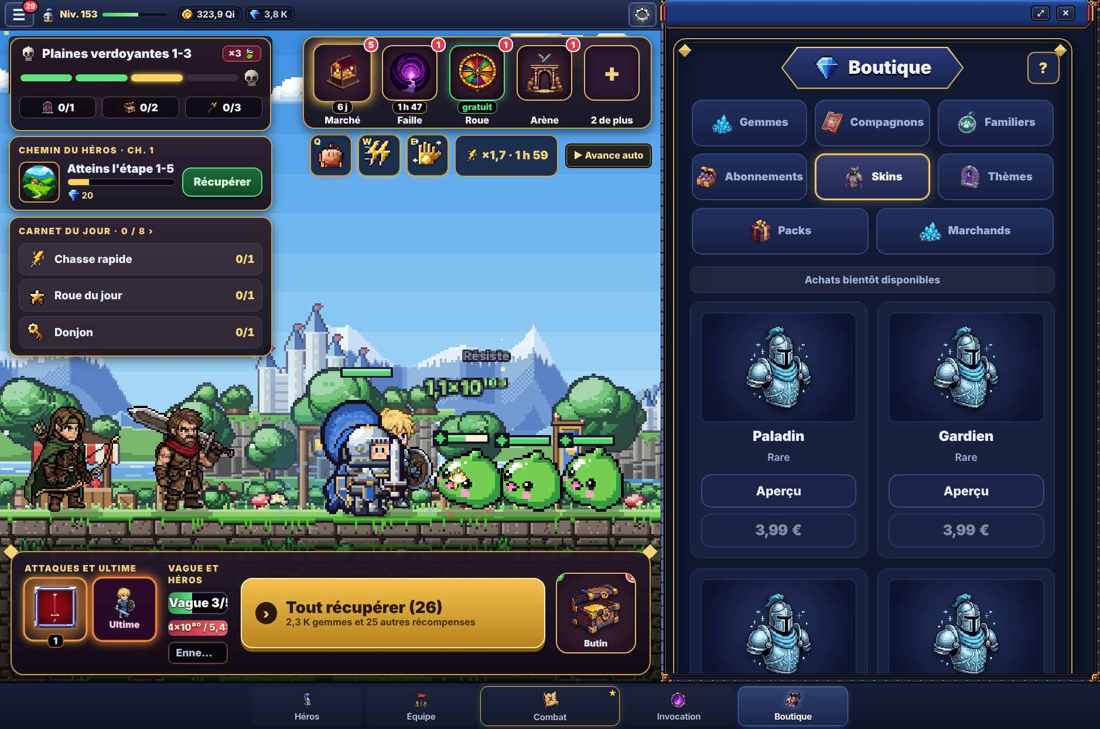 29
Niv. 153
323,9 Qi
3,8 K
Plaines verdoyantes 1-3
×3
0/1
0/2
0/3
CHEMIN DU HÉROS · CH. 1
Atteins l'étape 1-5
20
Récupérer
CARNET DU JOUR · 0 / 8 ›
Chasse rapide
0/1
Roue du jour
0/1
Donjon
0/1
5
1
1
1
6 j
1 h 47
gratuit
+
Marché
Faille
Roue
Arène
2 de plus
Q
W
E
×1,7 · 1 h 59
Avance auto
Résiste
ATTAQUES ET ULTIME
1
Ultime
VAGUE ET
HÉROS
Vague 3/
Enne...
Tout récupérer (26)
2,3 K gemmes et 25 autres récompenses
Butin
Héros
Équipe
Combat
Invocation
Boutique
Boutique
?
Gemmes
Compagnons
Familiers
Abonnements
Skins
Thèmes
Packs
Marchands
Achats bientôt disponibles
Paladin
Rare
Aperçu
3,99 €
Gardien
Rare
Aperçu
3,99 €